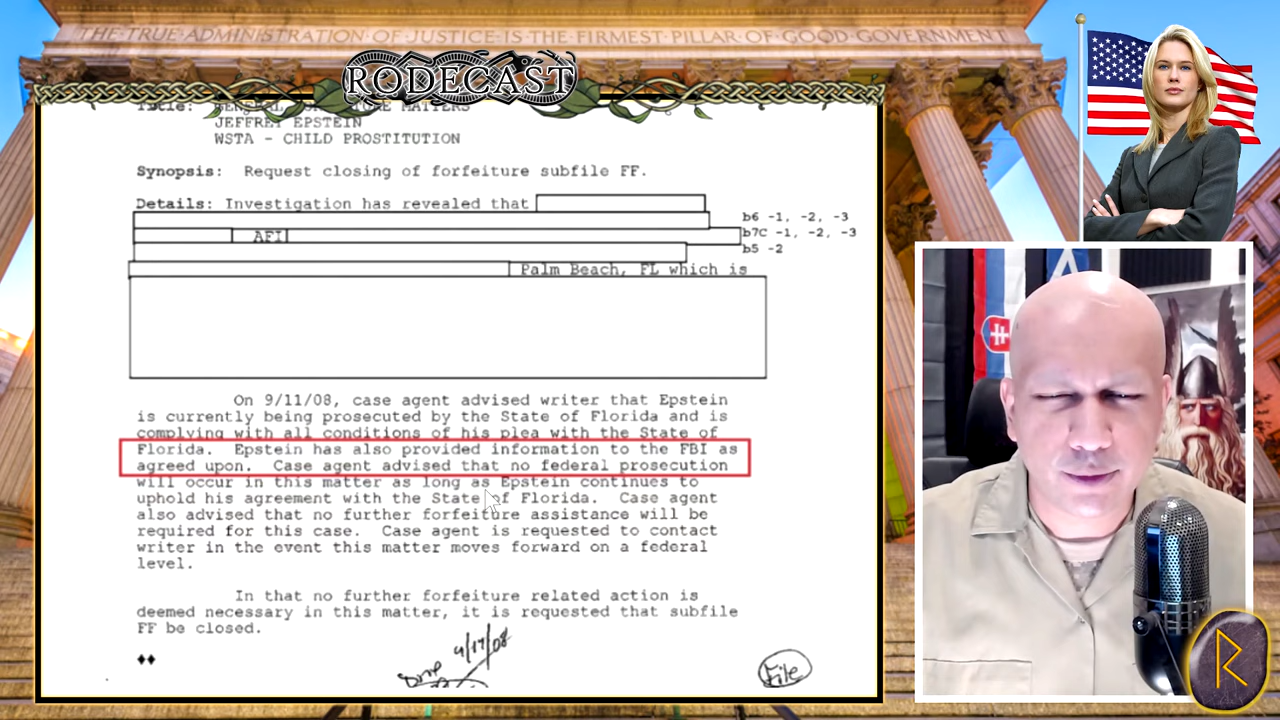 THE TRUE ADMINISTRATION OF JUSTICE IS THE FIRMEST PILLAR OF GOOD GOVERNMENT
RODECAST
Title: MATTERS
JEFFREY EPSTEIN
WSTA - CHILD PROSTITUTION
Synopsis: Request closing of forfeiture subfile FF.
Details: Investigation has revealed that
b6 -1, -2, -3
AFI b7C -1, -2, -3
b5 -2
Palm Beach, FL which is
On 9/11/08, case agent advised writer that Epstein
is currently being prosecuted by the State of Florida and is
complying with all conditions of his plea with the State of
Florida. Epstein has also provided information to the FBI as
agreed upon. Case agent advised that no federal prosecution
will occur in this matter as long as Epstein continues to
uphold his agreement with the State of Florida. Case agent
also advised that no further forfeiture assistance will be
required for this case. Case agent is requested to contact
writer in the event this matter moves forward on a federal
level.
In that no further forfeiture related action is
deemed necessary in this matter, it is requested that subfile
FF be closed.
File